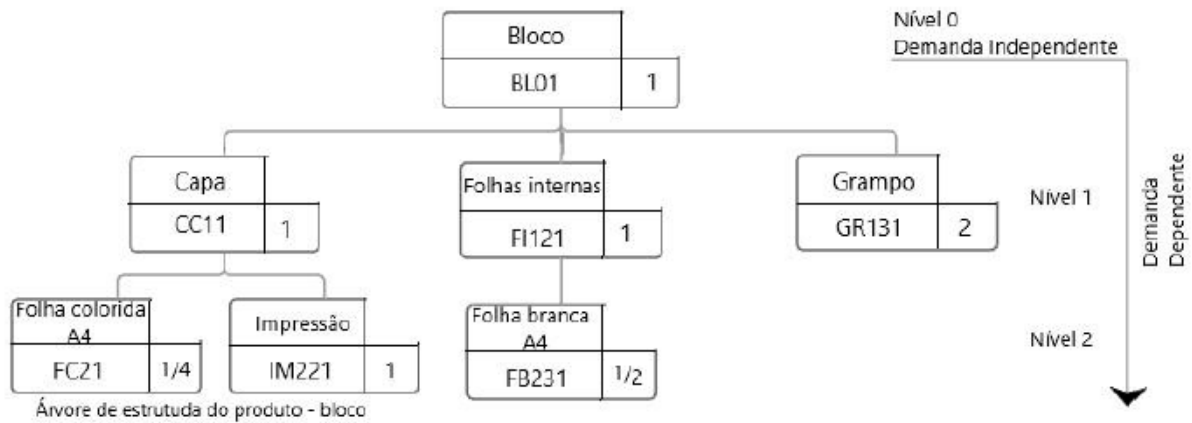 Bloco
BL01 1
Nível 0
Demanda Independente
Capa
CC11 1
Folhas internas
FI121 1
Grampo
GR131 2
Nível 1
Demanda
Dependente
Folha colorida
A4
FC21 1/4
Impressão
IM221 1
Folha branca
A4
FB231 1/2
Nível 2
Árvore de estrutuda do produto - bloco